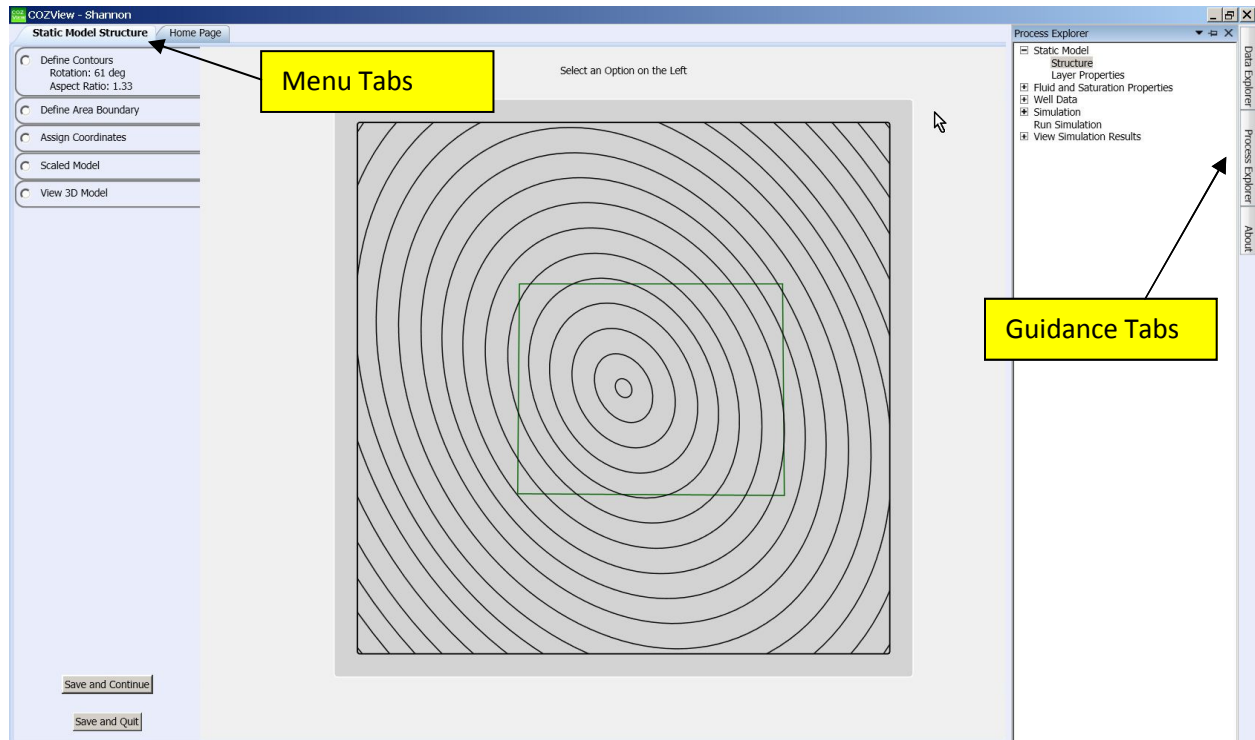 COZ VIEW
COZView - Shannon
Static Model Structure
Home Page
Define Contours
Rotation: 61 deg
Aspect Ratio: 1.33
Define Area Boundary
Assign Coordinates
Scaled Model
View 3D Model
Save and Continue
Save and Quit
Menu Tabs
Select an Option on the Left
Process Explorer
Static Model
Structure
Layer Properties
Fluid and Saturation Properties
Well Data
Simulation
Run Simulation
View Simulation Results
Guidance Tabs
Data Explorer
Process Explorer
About